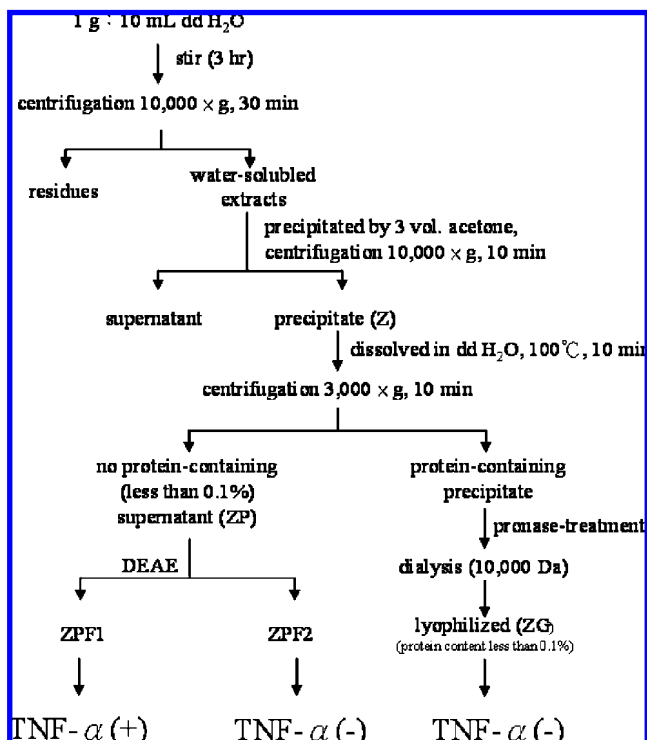 1 g : 10 mL dd H₂O
stir (3 hr)
centrifugation 10,000 × g, 30 min
residues
water-solubled
extracts
precipitated by 3 vol. acetone,
centrifugation 10,000 × g, 10 min
supernatant
precipitate (Z)
dissolved in dd H₂O, 100℃, 10 min
centrifugation 3,000 × g, 10 min
no protein-containing
(less than 0.1%)
supernatant (ZP)
protein-containing
precipitate
pronase-treatment
DEAE
dialysis (10,000 Da)
ZPF1
ZPF2
lyophilized (ZG)
(protein content less than 0.1%)
TNF-α(+)
TNF-α(-)
TNF-α(-)